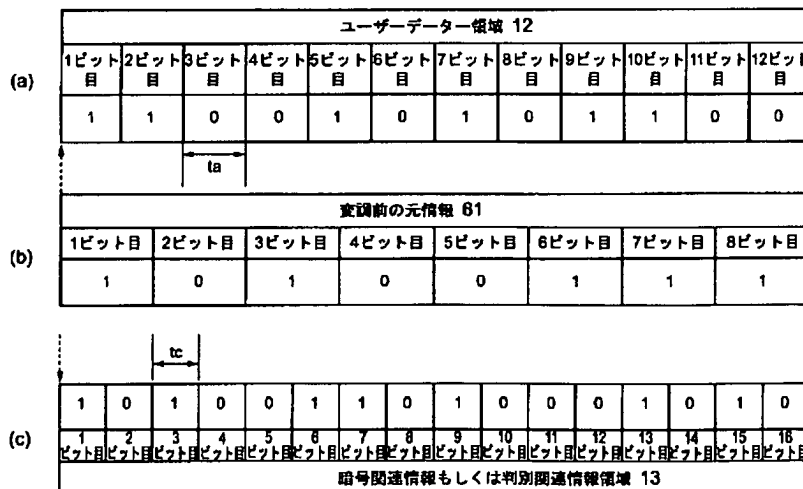 ユーザーデーター領域 12
(a)
1ビット目 2ビット目 3ビット目 4ビット目 5ビット目 6ビット目 7ビット目 8ビット目 9ビット目 10ビット目 11ビット目 12ビット目
1 1 0 0 1 0 1 0 1 1 0 0
ta
変調前の元情報 61
(b)
1ビット目 2ビット目 3ビット目 4ビット目 5ビット目 6ビット目 7ビット目 8ビット目
1 0 1 0 0 1 1 1
tc
1 0 1 0 0 1 1 0 1 0 0 0 1 0 1 0
(c)
1ビット目 2ビット目 3ビット目 4ビット目 5ビット目 6ビット目 7ビット目 8ビット目 9ビット目 10ビット目 11ビット目 12ビット目 13ビット目 14ビット目 15ビット目 16ビット目
暗号関連情報もしくは判別関連情報領域 13